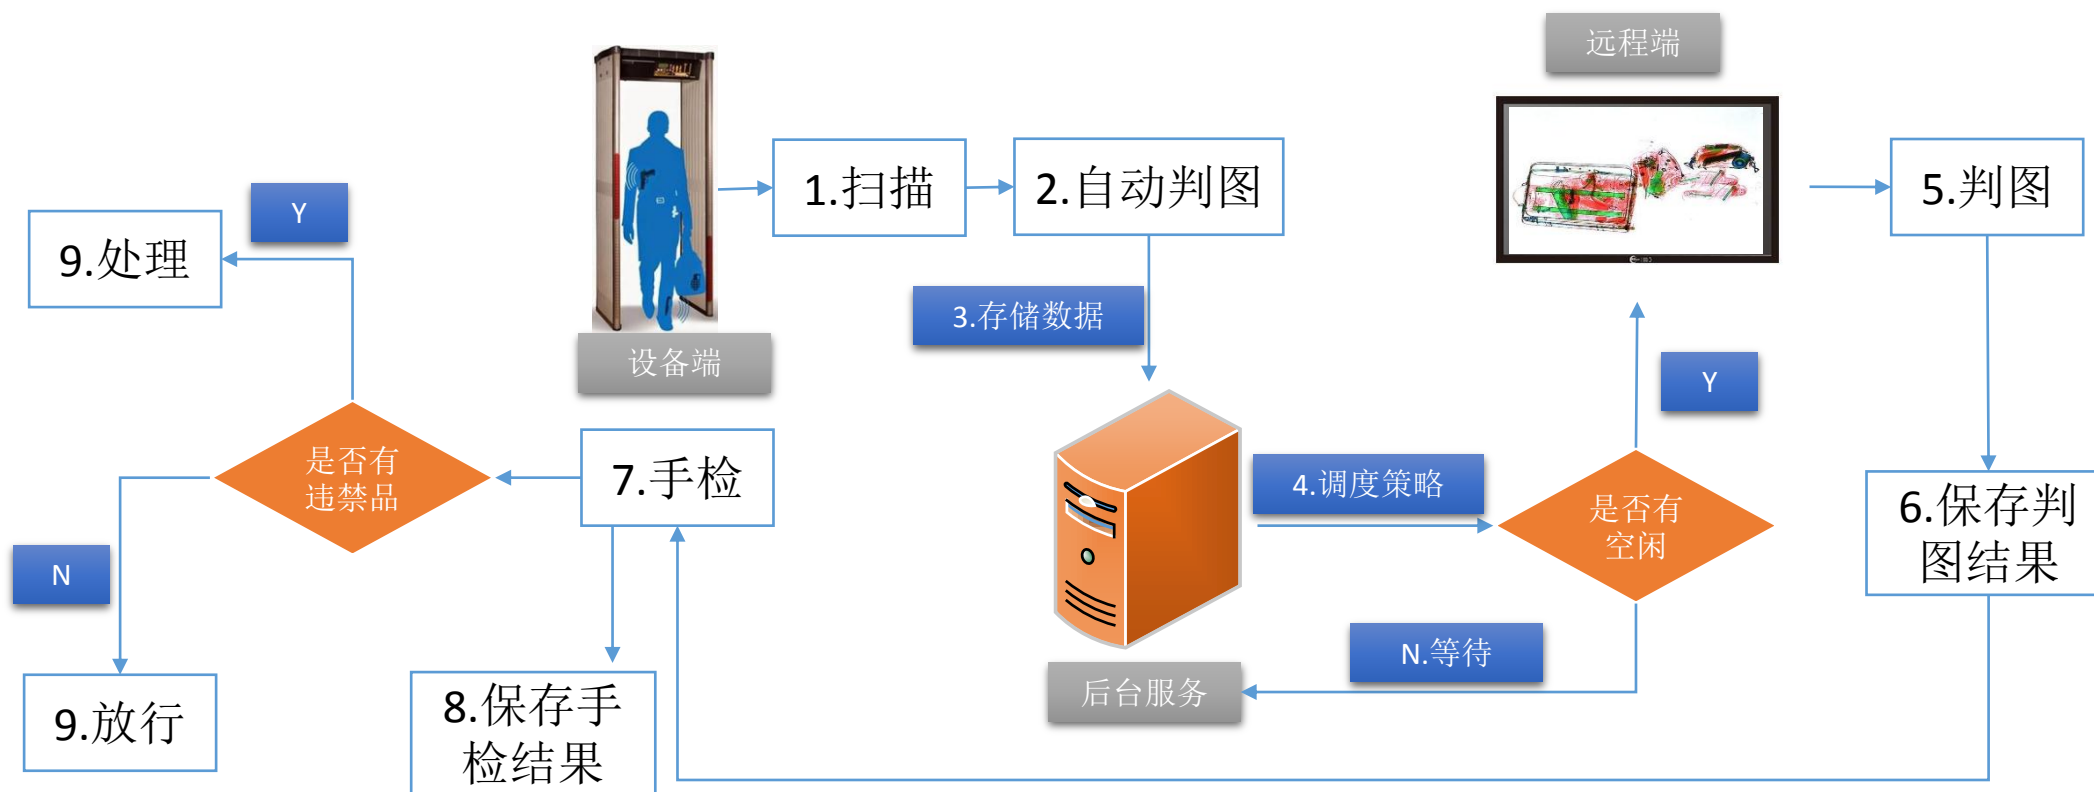 远程端
1.扫描
2.自动判图
5.判图
Y
9.处理
3.存储数据
设备端
Y
是否有
违禁品
7.手检
4.调度策略
是否有
空闲
6.保存判
图结果
N
N.等待
后台服务
9.放行
8.保存手
检结果